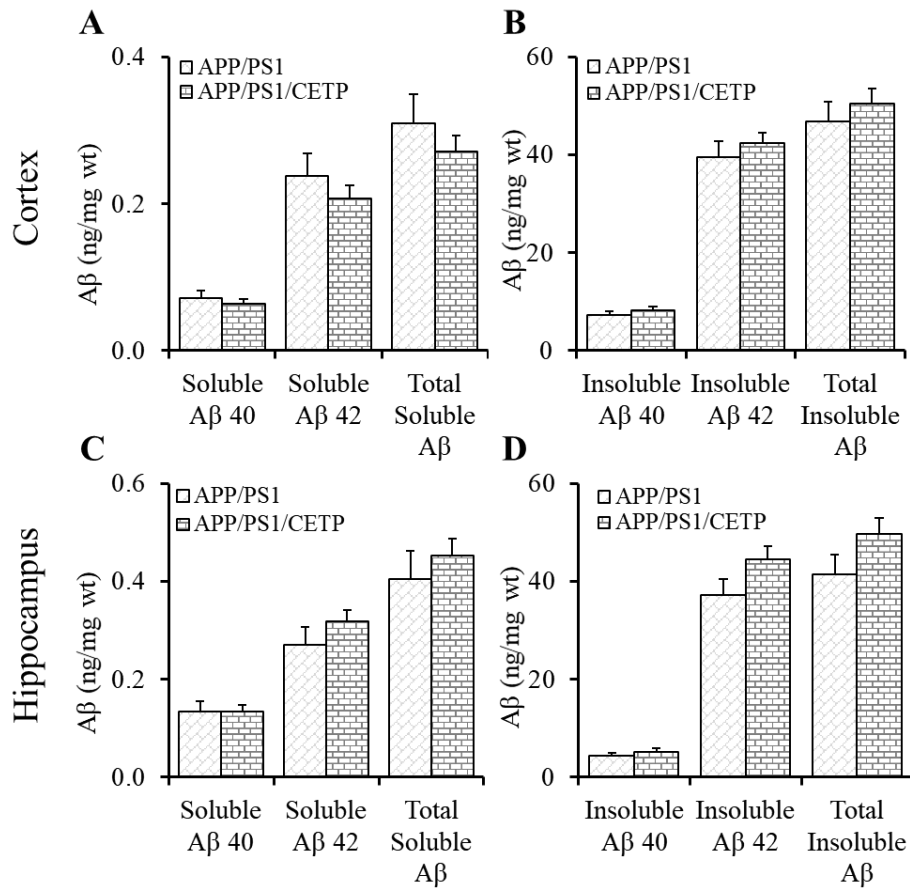 A
0.4
APP/PS1
APP/PS1/CETP
0.2
0.0
Aβ (ng/mg wt)
Cortex
Soluble Aβ 40
Soluble Aβ 42
Total Soluble Aβ
B
60
APP/PS1
APP/PS1/CETP
40
20
0
Aβ (ng/mg wt)
Insoluble Aβ 40
Insoluble Aβ 42
Total Insoluble Aβ
C
0.6
APP/PS1
APP/PS1/CETP
0.4
0.2
0.0
Aβ (ng/mg wt)
Hippocampus
Soluble Aβ 40
Soluble Aβ 42
Total Soluble Aβ
D
60
APP/PS1
APP/PS1/CETP
40
20
0
Aβ (ng/mg wt)
Insoluble Aβ 40
Insoluble Aβ 42
Total Insoluble Aβ